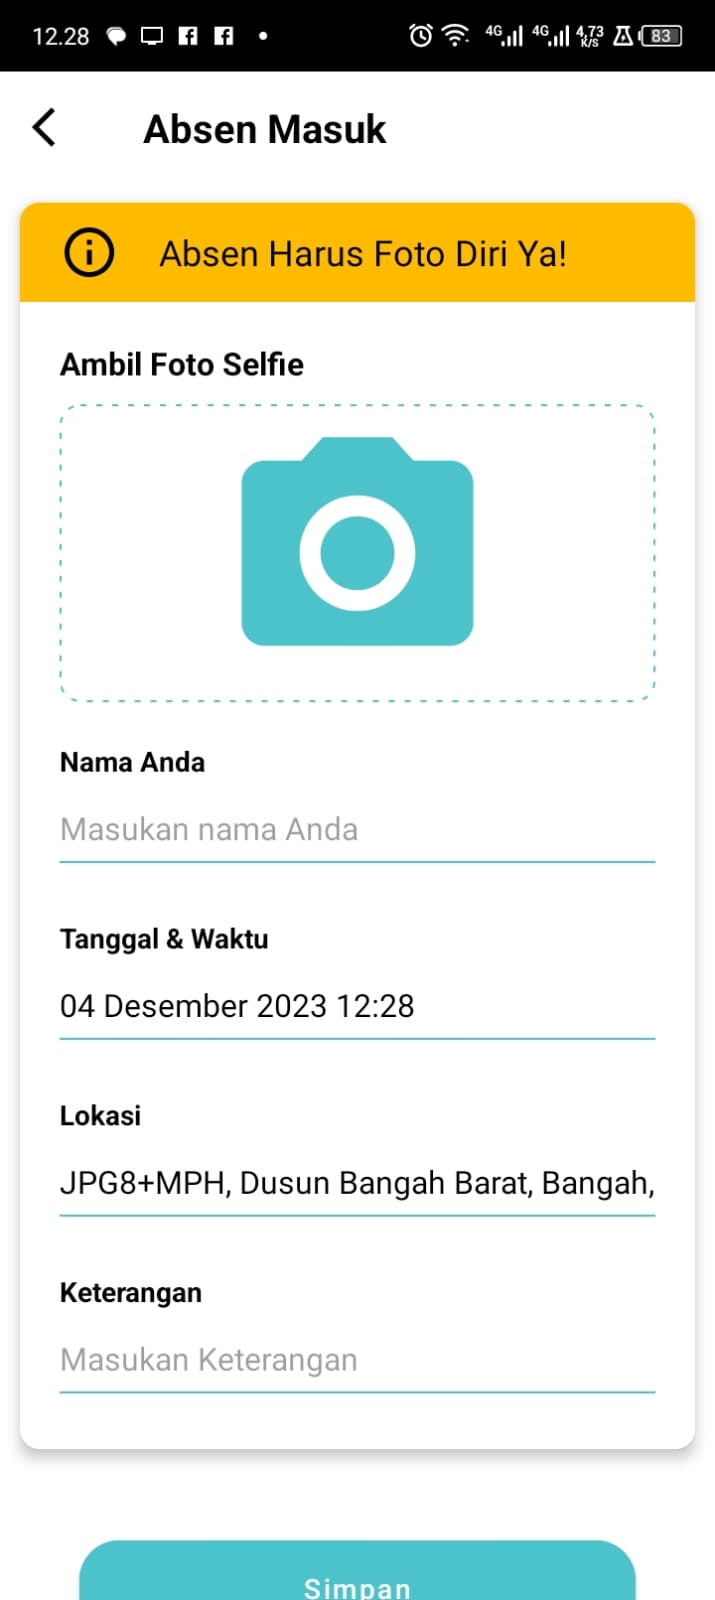 12.28 4G 4G 4,73 K/S 83
Absen Masuk
Absen Harus Foto Diri Ya!
Ambil Foto Selfie
Nama Anda
Masukan nama Anda
Tanggal & Waktu
04 Desember 2023 12:28
Lokasi
JPG8+MPH, Dusun Bangah Barat, Bangah,
Keterangan
Masukan Keterangan
Simpan